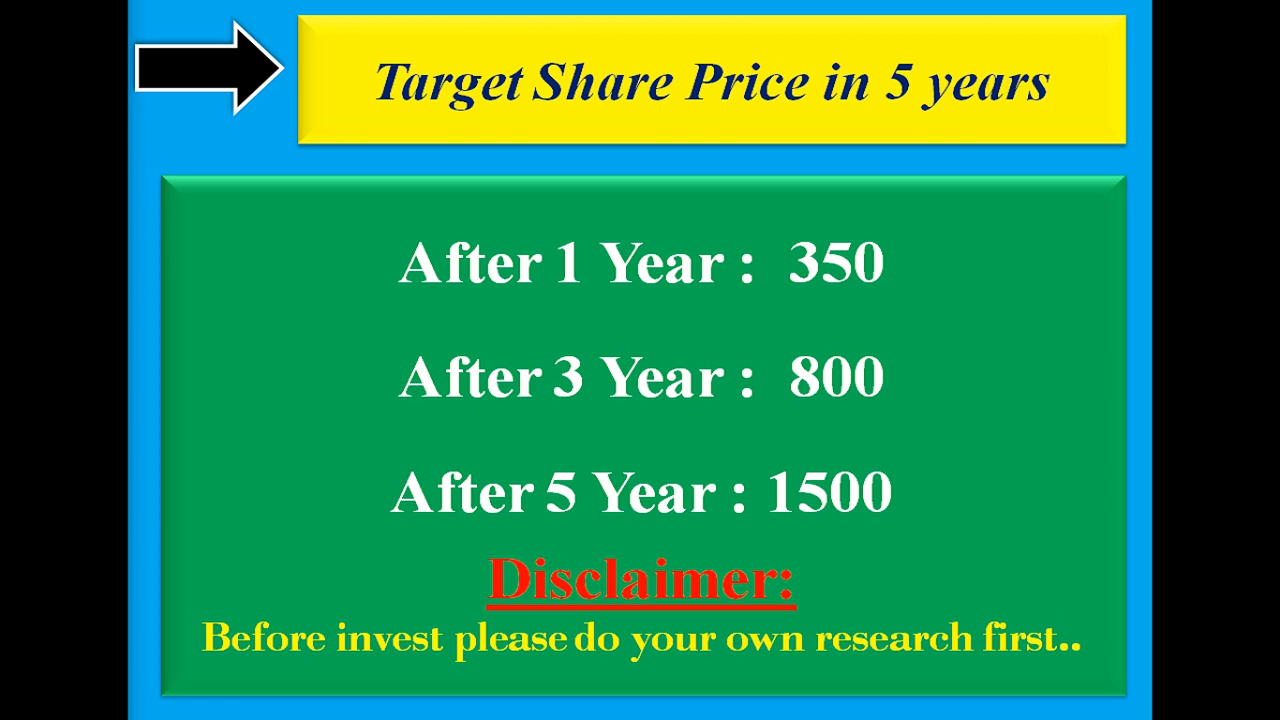 Target Share Price in 5 years
After 1 Year : 350
After 3 Year : 800
After 5 Year : 1500
Disclaimer:
Before invest please do your own research first..